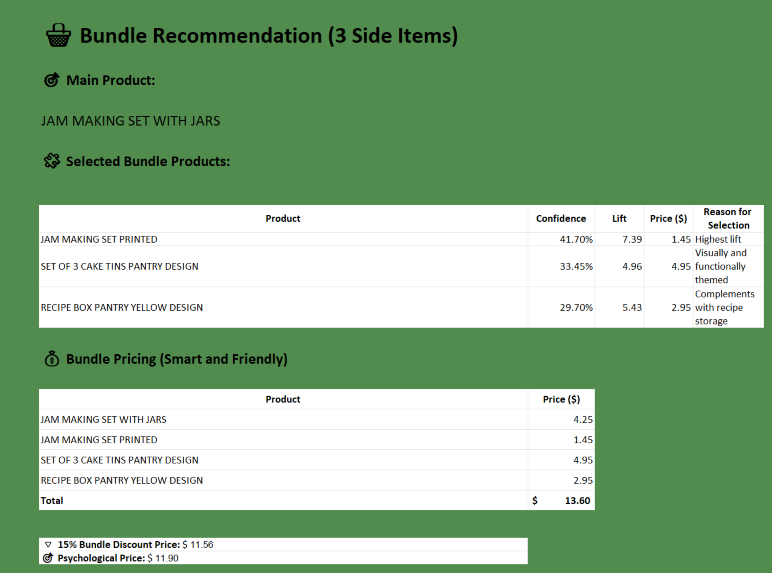 Bundle Recommendation (3 Side Items)
Main Product:
JAM MAKING SET WITH JARS
Selected Bundle Products:
Product Confidence Lift Price ($) Reason for Selection
JAM MAKING SET PRINTED 41.70% 7.39 1.45 Highest lift
SET OF 3 CAKE TINS PANTRY DESIGN 33.45% 4.96 4.95 Visually and functionally themed
RECIPE BOX PANTRY YELLOW DESIGN 29.70% 5.43 2.95 Complements with recipe storage
Bundle Pricing (Smart and Friendly)
Product Price ($)
JAM MAKING SET WITH JARS 4.25
JAM MAKING SET PRINTED 1.45
SET OF 3 CAKE TINS PANTRY DESIGN 4.95
RECIPE BOX PANTRY YELLOW DESIGN 2.95
Total $ 13.60
15% Bundle Discount Price: $ 11.56
Psychological Price: $ 11.90